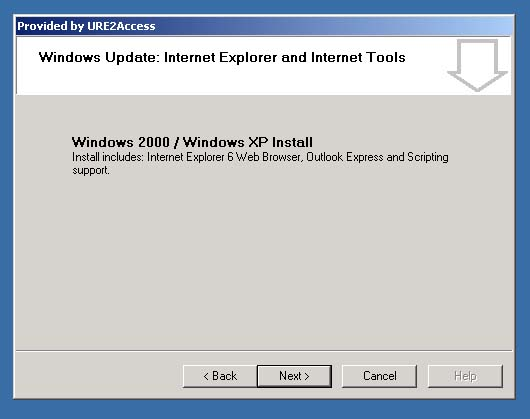 Provided by URE2Access
Windows Update: Internet Explorer and Internet Tools
Windows 2000 / Windows XP Install
Install includes: Internet Explorer 6 Web Browser, Outlook Express and Scripting
support.
< Back
Next >
Cancel
Help